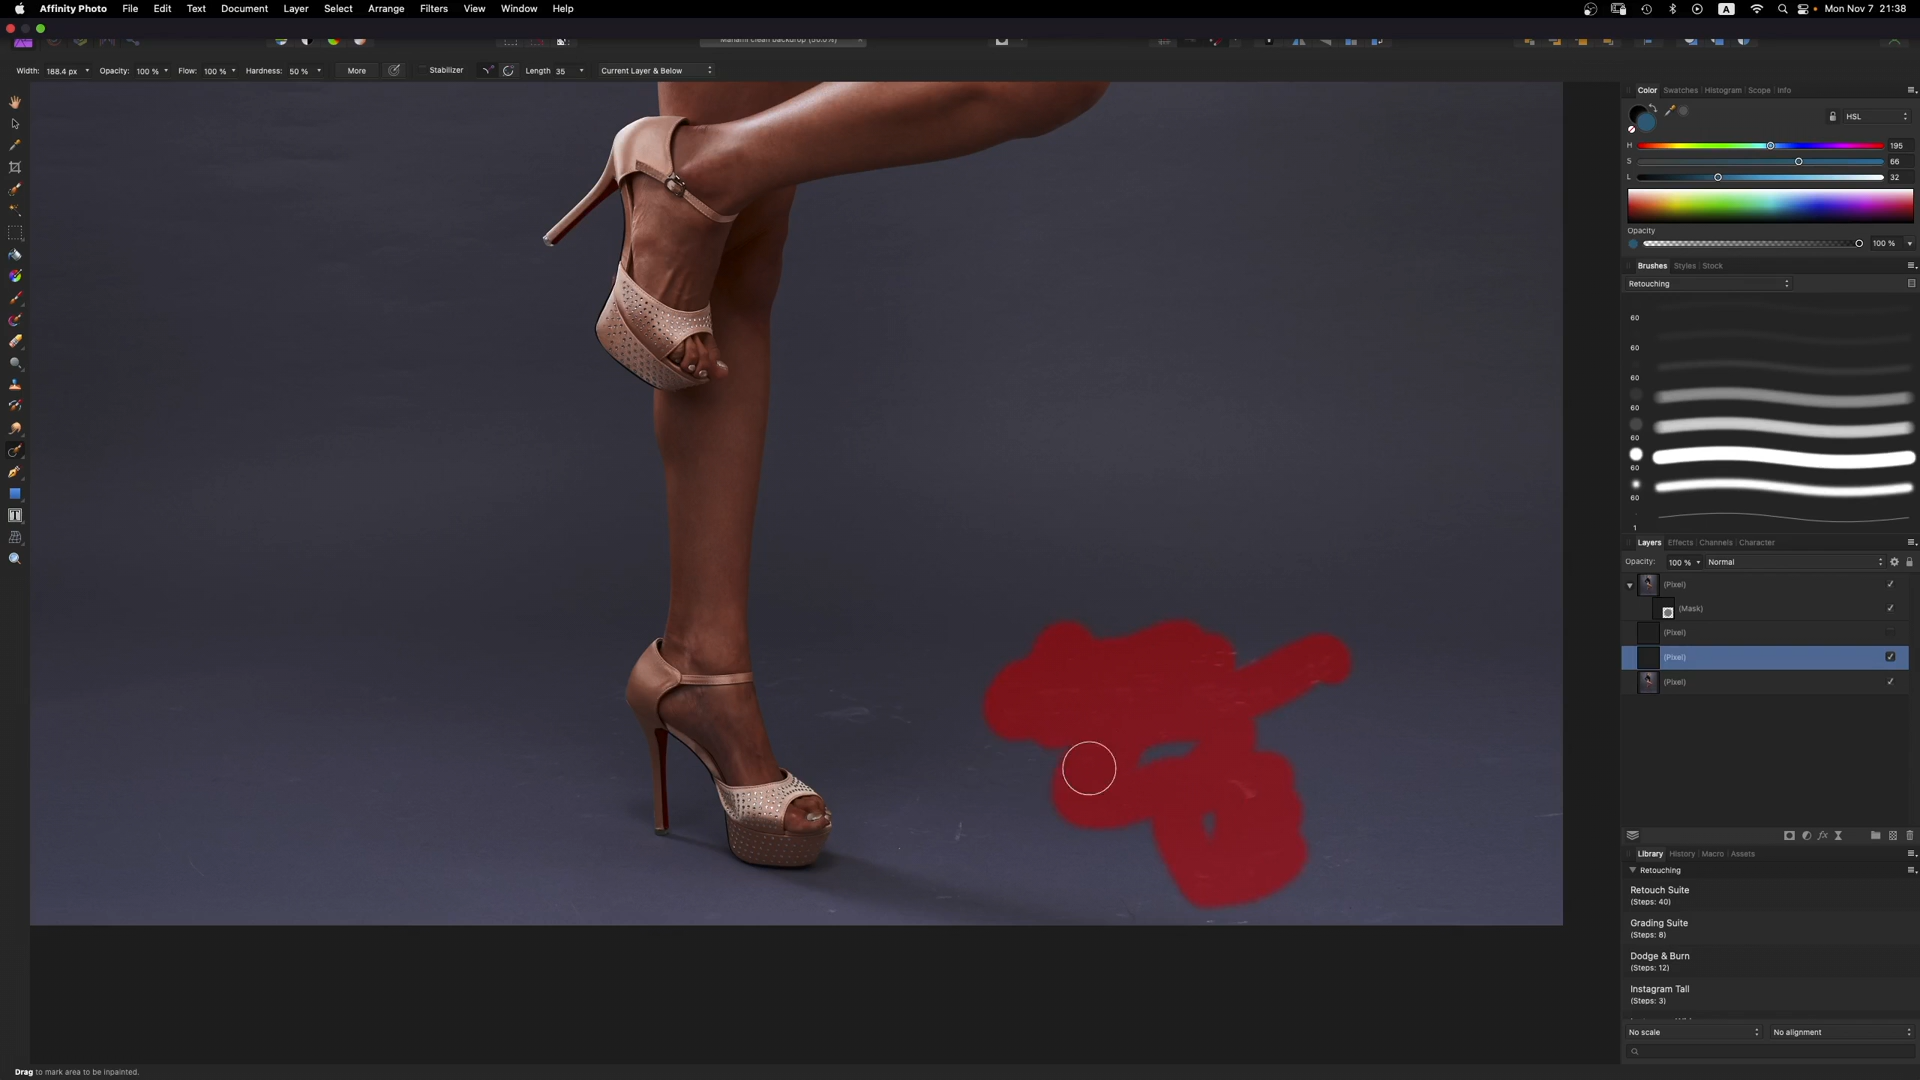 Affinity Photo File Edit Text Document Layer Select Arrange Filters View Window Help A Mon Nov 7 21:38
Width: 188.4 px Opacity: 100 % Flow: 100 % Hardness: 50 % More Stabilizer Length 35 Current Layer & Below
Color Swatches Histogram Scope Info
HSL
H 195
S 66
L 32
Opacity
100 %
Brushes Styles Stock
Retouching
60
60
60
60
60
60
60
1
Layers Effects Channels Character
Opacity: 100 % Normal
(Pixel)
(Mask)
(Pixel)
(Pixel)
(Pixel)
Library History Macro Assets
Retouching
Retouch Suite
(Steps: 40)
Grading Suite
(Steps: 8)
Dodge & Burn
(Steps: 12)
Instagram Tall
(Steps: 3)
No scale No alignment
Drag to mark area to be inpainted.